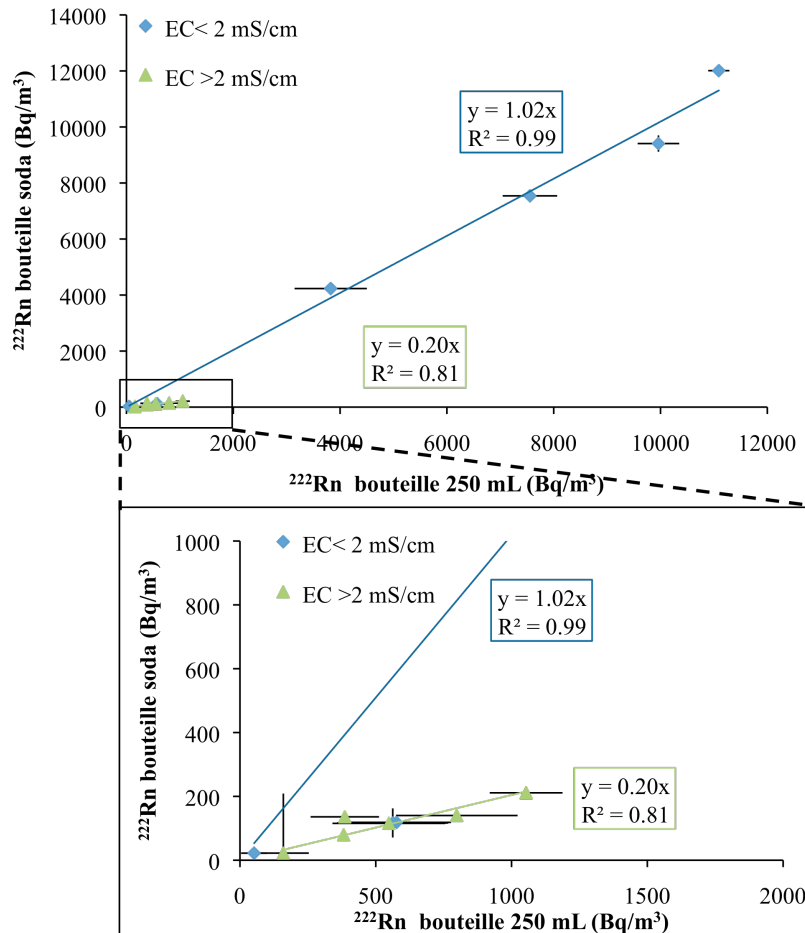 EC< 2 mS/cm
EC >2 mS/cm
14000
12000
10000
8000
6000
4000
2000
0
²²²Rn bouteille soda (Bq/m³)
y = 1.02x
R² = 0.99
y = 0.20x
R² = 0.81
0 2000 4000 6000 8000 10000 12000
²²²Rn bouteille 250 mL (Bq/m³)
EC< 2 mS/cm
EC >2 mS/cm
1000
800
600
400
200
0
²²²Rn bouteille soda (Bq/m³)
y = 1.02x
R² = 0.99
y = 0.20x
R² = 0.81
0 500 1000 1500 2000
²²²Rn bouteille 250 mL (Bq/m³)